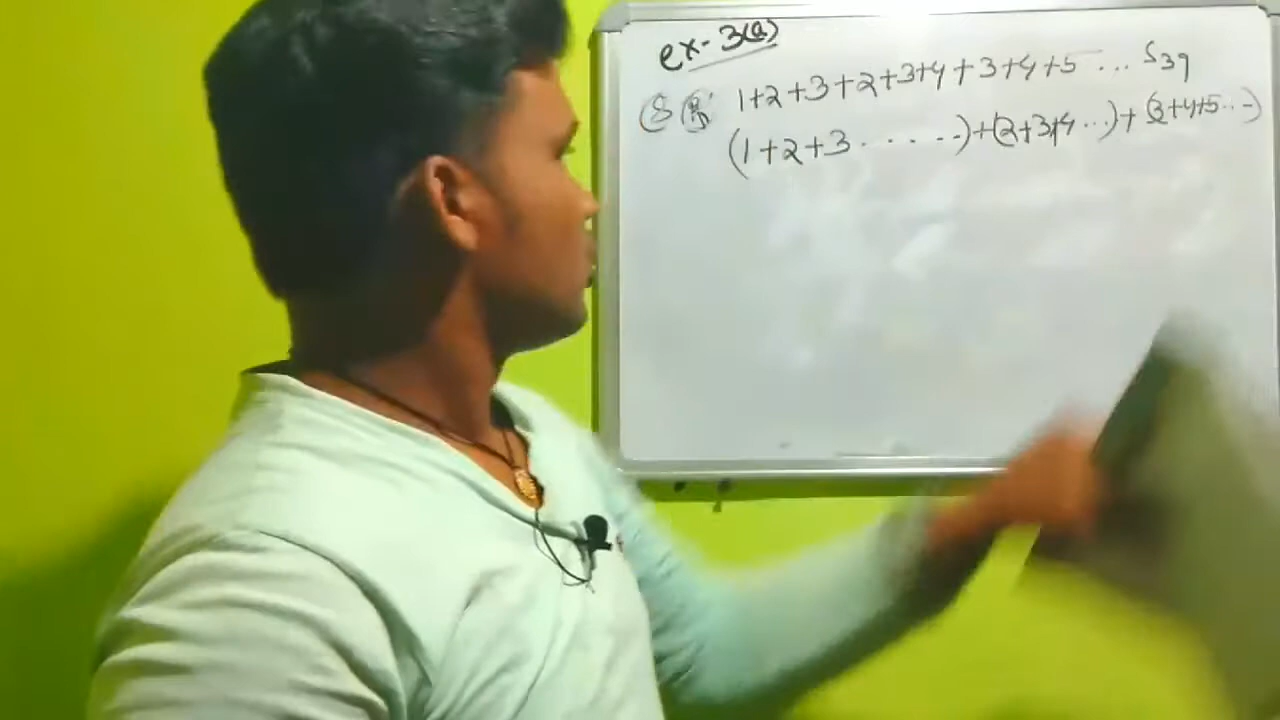 ex- 3(a)
(8) 1+2+3+2+3+4+3+4+5 ... S39
(1+2+3.....--)+(2+3+4...)+(3+4+5..-)